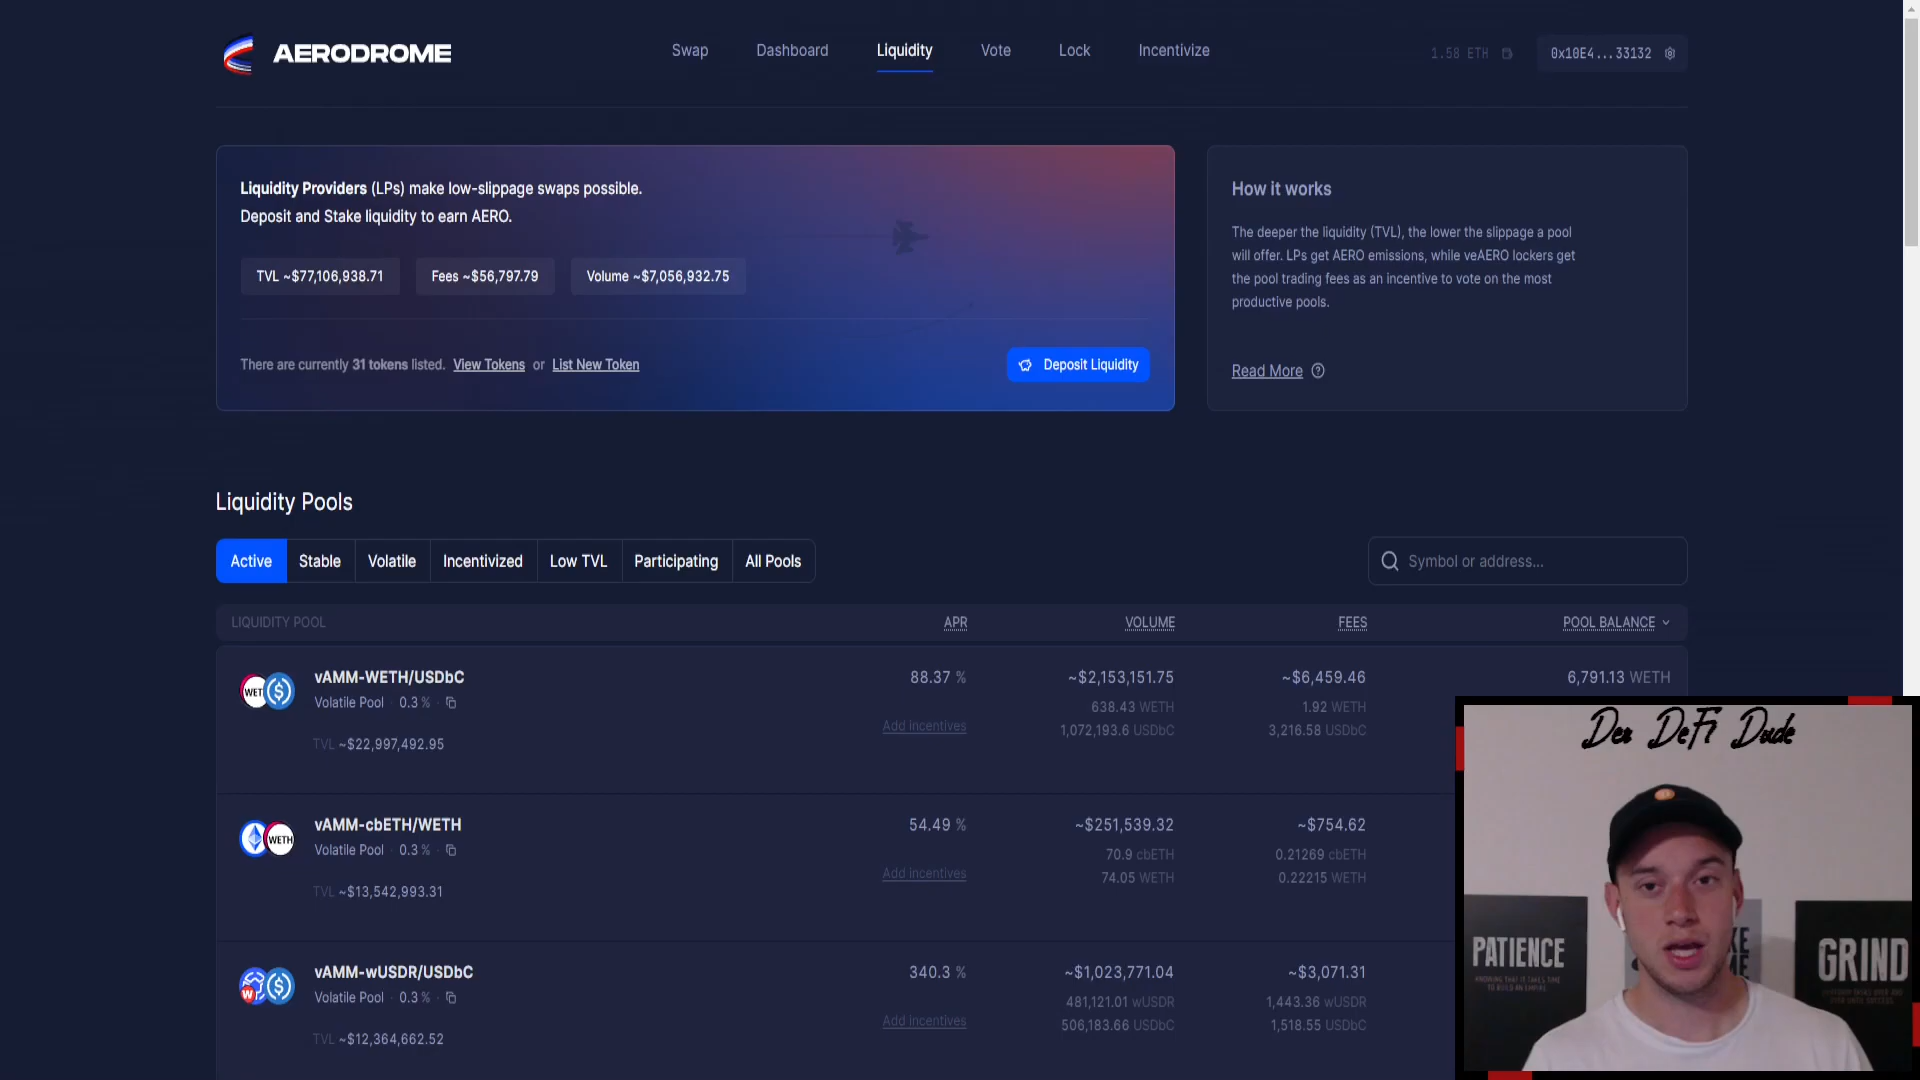 AERODROME
Swap
Dashboard
Liquidity
Vote
Lock
Incentivize
1.58 ETH
0x10E4...33132
Liquidity Providers (LPs) make low-slippage swaps possible.
Deposit and Stake liquidity to earn AERO.
TVL ~$77,106,938.71
Fees ~$56,797.79
Volume ~$7,056,932.75
There are currently 31 tokens listed. View Tokens or List New Token
Deposit Liquidity
How it works
The deeper the liquidity (TVL), the lower the slippage a pool
will offer. LPs get AERO emissions, while veAERO lockers get
the pool trading fees as an incentive to vote on the most
productive pools.
Read More
Liquidity Pools
Active
Stable
Volatile
Incentivized
Low TVL
Participating
All Pools
Symbol or address...
LIQUIDITY POOL
APR
VOLUME
FEES
POOL BALANCE
WET
vAMM-WETH/USDbC
Volatile Pool · 0.3 % ·
TVL ~$22,997,492.95
88.37 %
Add incentives
~$2,153,151.75
638.43 WETH
1,072,193.6 USDbC
~$6,459.46
1.92 WETH
3,216.58 USDbC
6,791.13 WETH
WETH
vAMM-cbETH/WETH
Volatile Pool · 0.3 % ·
TVL ~$13,542,993.31
54.49 %
Add incentives
~$251,539.32
70.9 cbETH
74.05 WETH
~$754.62
0.21269 cbETH
0.22215 WETH
W
vAMM-wUSDR/USDbC
Volatile Pool · 0.3 % ·
TVL ~$12,364,662.52
340.3 %
Add incentives
~$1,023,771.04
481,121.01 wUSDR
506,183.66 USDbC
~$3,071.31
1,443.36 wUSDR
1,518.55 USDbC
Dex DeFi Dude
PATIENCE
KNOWING THAT IT TAKES TIME
TO BUILD AN EMPIRE
GRIND